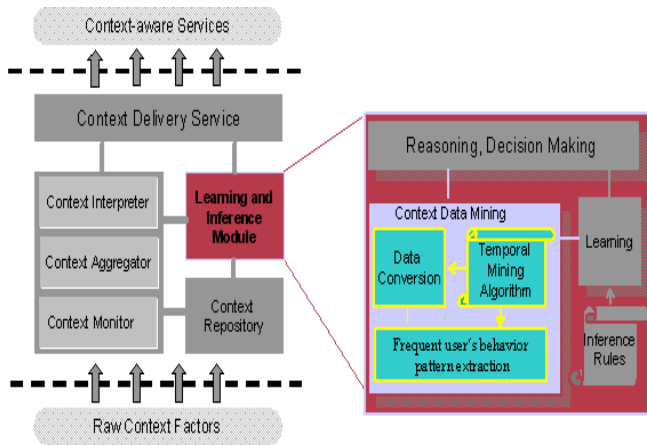 Context-aware Services
Context Delivery Service
Context Interpreter
Context Aggregator
Context Monitor
Learning and
Inference
Module
Context
Repository
Raw Context Factors
Reasoning, Decision Making
Context Data Mining
Data
Conversion
Temporal
Mining
Algorithm
Frequent user's behavior
pattern extraction
Learning
Inference
Rules